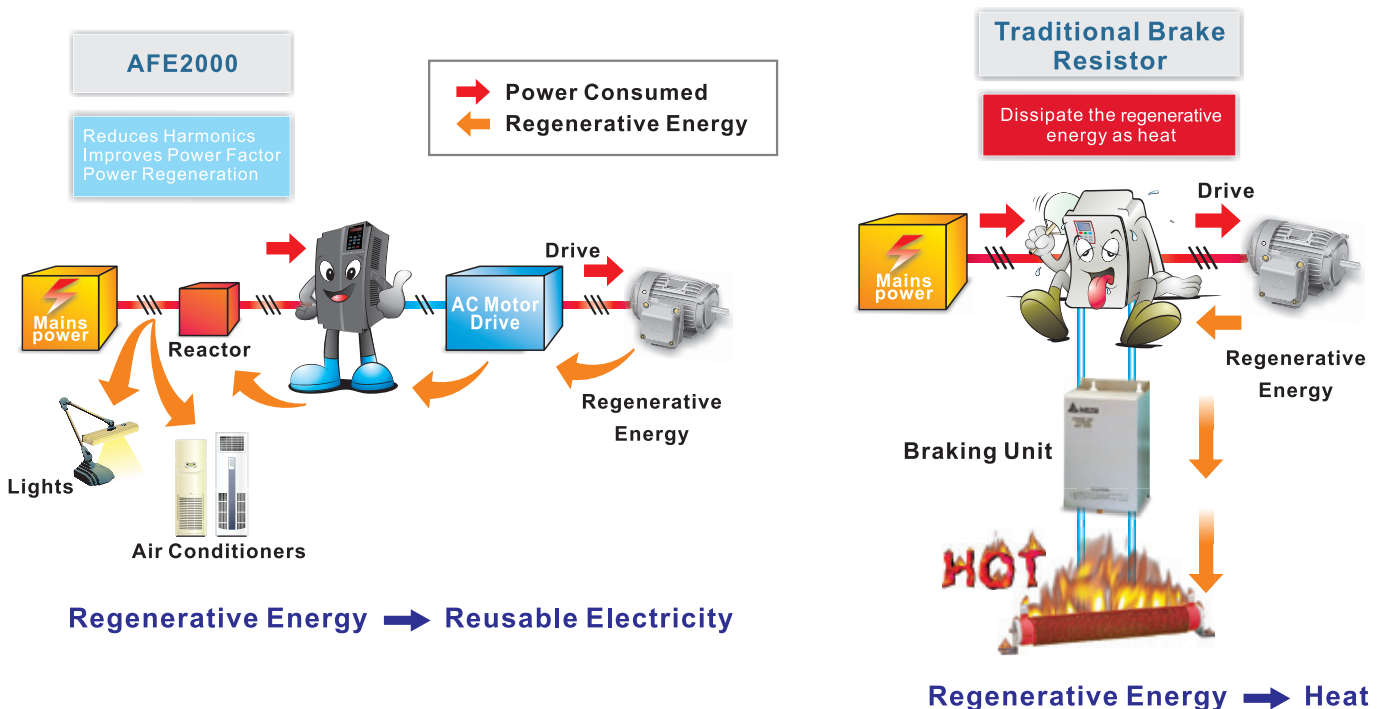 AFE2000
Reduces Harmonics
Improves Power Factor
Power Regeneration
Power Consumed
Regenerative Energy
Mains
power
Reactor
AC Motor
Drive
Drive
Regenerative
Energy
Lights
Air Conditioners
Regenerative Energy
Reusable Electricity
Traditional Brake
Resistor
Dissipate the regenerative
energy as heat
Mains
power
Drive
Regenerative
Energy
Braking Unit
HOT
Regenerative Energy
Heat